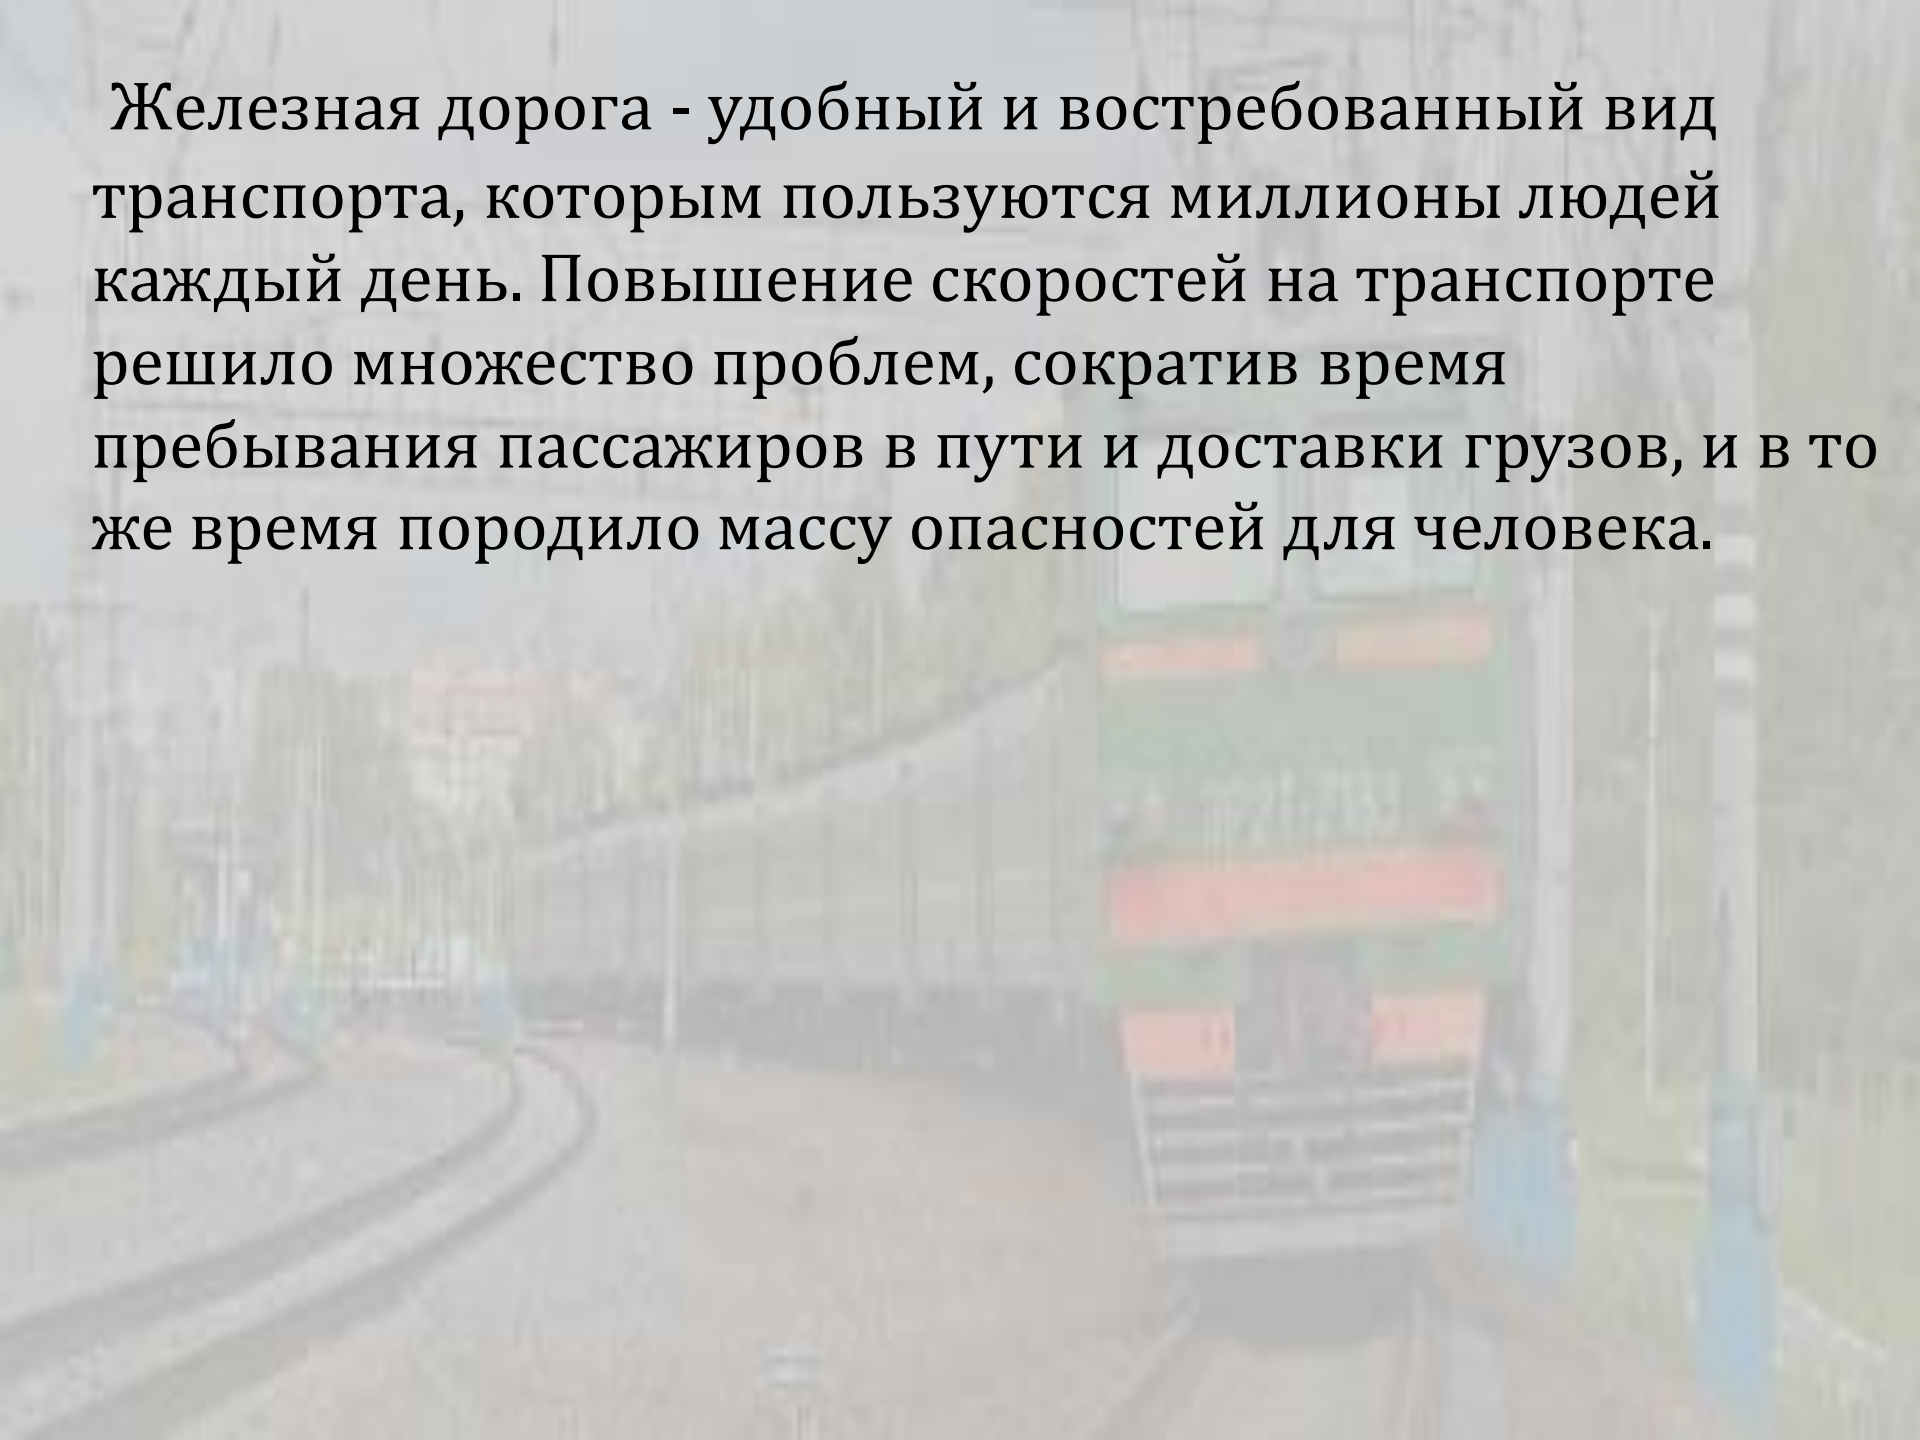 Железная дорога - удобный и востребованный вид
транспорта, которым пользуются миллионы людей
каждый день. Повышение скоростей на транспорте
решило множество проблем, сократив время
пребывания пассажиров в пути и доставки грузов, и в то
же время породило массу опасностей для человека.